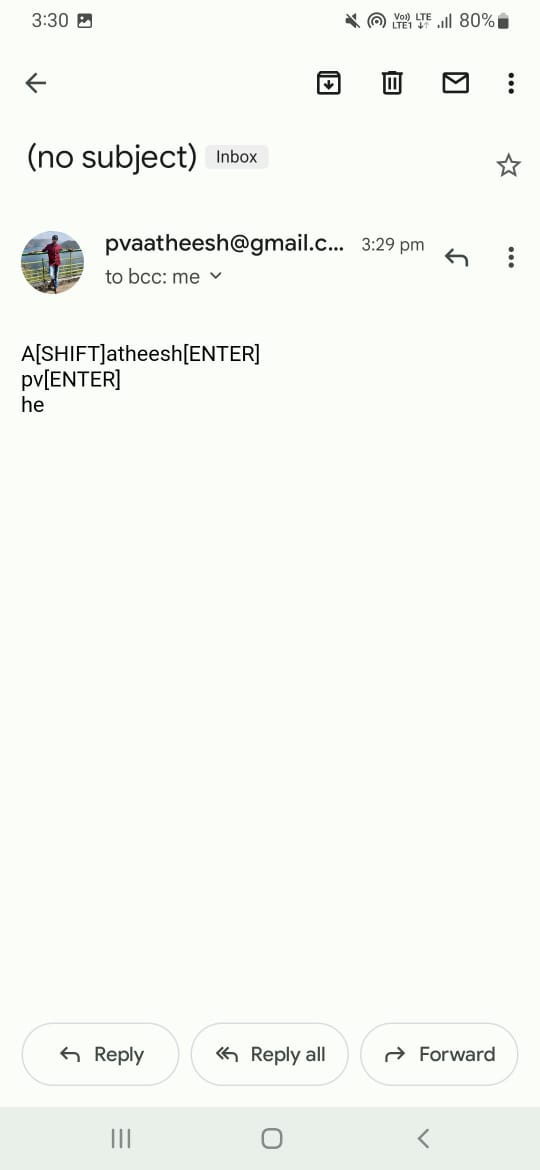 3:30
Vo)) LTE
LTE1
80%
(no subject)
Inbox
pvaatheesh@gmail.c... 3:29 pm
to bcc: me
A[SHIFT]atheesh[ENTER]
pv[ENTER]
he
Reply
Reply all
Forward